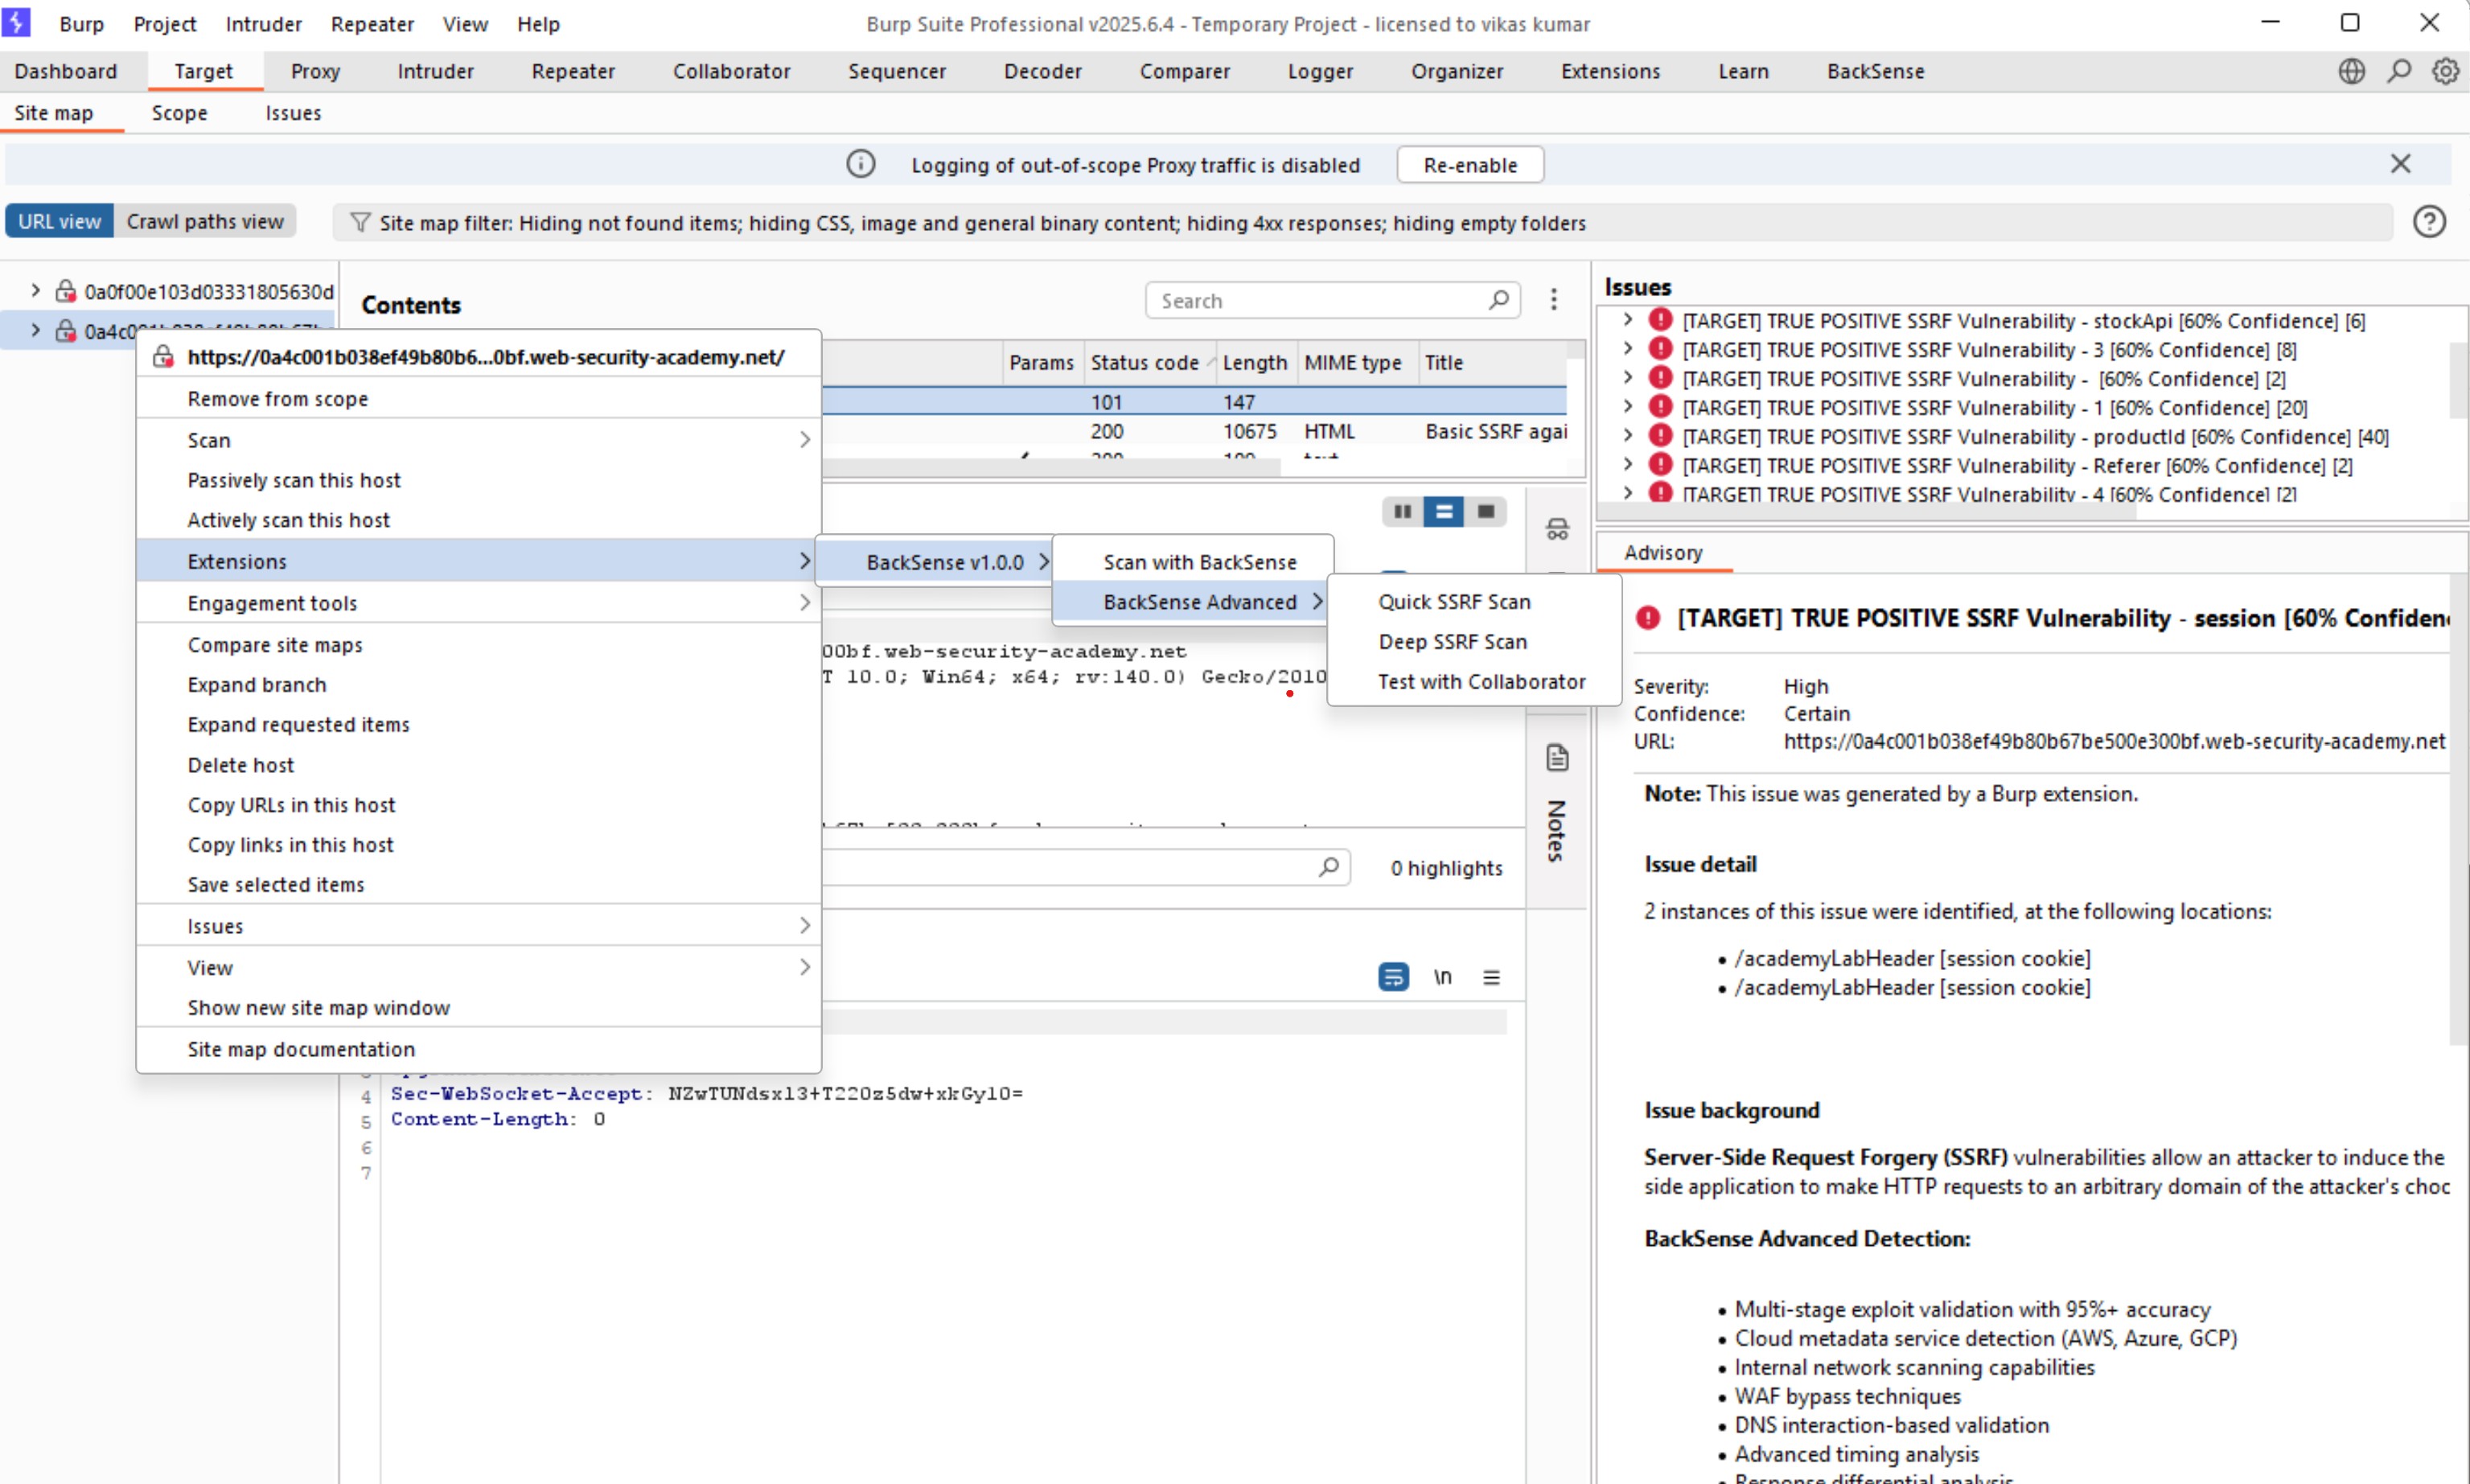 Burp Project Intruder Repeater View Help
Burp Suite Professional v2025.6.4 - Temporary Project - licensed to vikas kumar
Dashboard Target Proxy Intruder Repeater Collaborator Sequencer Decoder Comparer Logger Organizer Extensions Learn BackSense
Site map Scope Issues
Logging of out-of-scope Proxy traffic is disabled Re-enable
URL view Crawl paths view
Site map filter: Hiding not found items; hiding CSS, image and general binary content; hiding 4xx responses; hiding empty folders
0a0f00e103d03331805630d
https://0a4c001b038ef49b80b6...0bf.web-security-academy.net/
Remove from scope
Scan
Passively scan this host
Actively scan this host
Extensions
Engagement tools
Compare site maps
Expand branch
Expand requested items
Delete host
Copy URLs in this host
Copy links in this host
Save selected items
Issues
View
Show new site map window
Site map documentation
BackSense v1.0.0
Scan with BackSense
BackSense Advanced
Quick SSRF Scan
Deep SSRF Scan
Test with Collaborator
Contents
Search
Params Status code Length MIME type Title
101 147
200 10675 HTML Basic SSRF agai
00bf.web-security-academy.net
T 10.0; Win64; x64; rv:140.0) Gecko/2010
0 highlights
Notes
\n
4 Sec-WebSocket-Accept: NZwTUNdsxl3+T220z5dw+xkGyl0=
5 Content-Length: 0
6
7
Issues
[TARGET] TRUE POSITIVE SSRF Vulnerability - stockApi [60% Confidence] [6]
[TARGET] TRUE POSITIVE SSRF Vulnerability - 3 [60% Confidence] [8]
[TARGET] TRUE POSITIVE SSRF Vulnerability - [60% Confidence] [2]
[TARGET] TRUE POSITIVE SSRF Vulnerability - 1 [60% Confidence] [20]
[TARGET] TRUE POSITIVE SSRF Vulnerability - productId [60% Confidence] [40]
[TARGET] TRUE POSITIVE SSRF Vulnerability - Referer [60% Confidence] [2]
[TARGET] TRUE POSITIVE SSRF Vulnerability - 4 [60% Confidence] [2]
Advisory
[TARGET] TRUE POSITIVE SSRF Vulnerability - session [60% Confiden
Severity: High
Confidence: Certain
URL: https://0a4c001b038ef49b80b67be500e300bf.web-security-academy.net
Note: This issue was generated by a Burp extension.
Issue detail
2 instances of this issue were identified, at the following locations:
• /academyLabHeader [session cookie]
• /academyLabHeader [session cookie]
Issue background
Server-Side Request Forgery (SSRF) vulnerabilities allow an attacker to induce the
side application to make HTTP requests to an arbitrary domain of the attacker's choc
BackSense Advanced Detection:
• Multi-stage exploit validation with 95%+ accuracy
• Cloud metadata service detection (AWS, Azure, GCP)
• Internal network scanning capabilities
• WAF bypass techniques
• DNS interaction-based validation
• Advanced timing analysis
• Response differential analysis